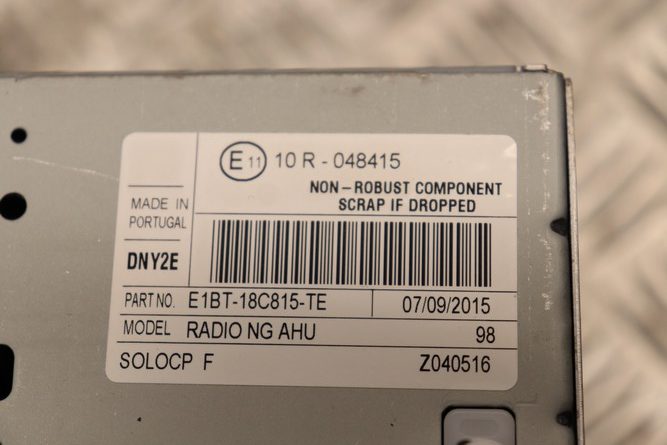 E11 10 R - 048415
NON-ROBUST COMPONENT
SCRAP IF DROPPED
MADE IN
PORTUGAL
DNY2E
PART NO. E1BT-18C815-TE 07/09/2015
MODEL RADIO NG AHU 98
SOLOCP F Z040516